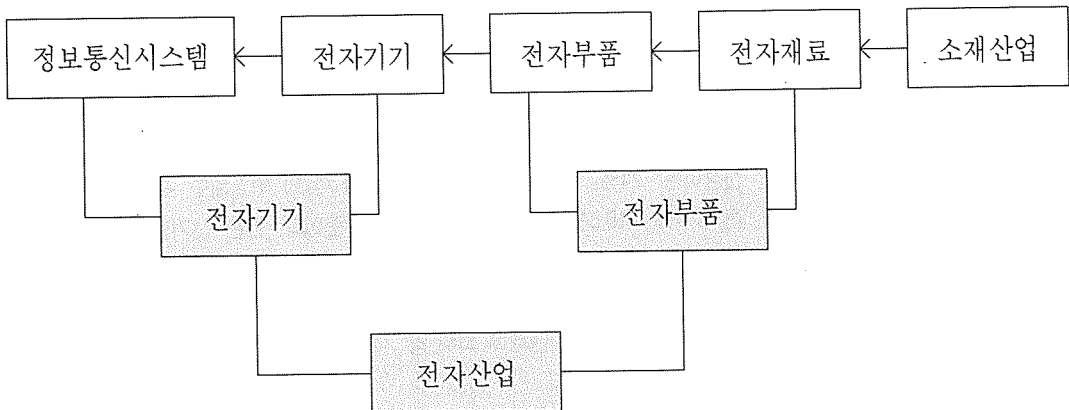 정보통신시스템 전자기기 전자부품 전자재료 소재산업
전자기기 전자부품
전자산업